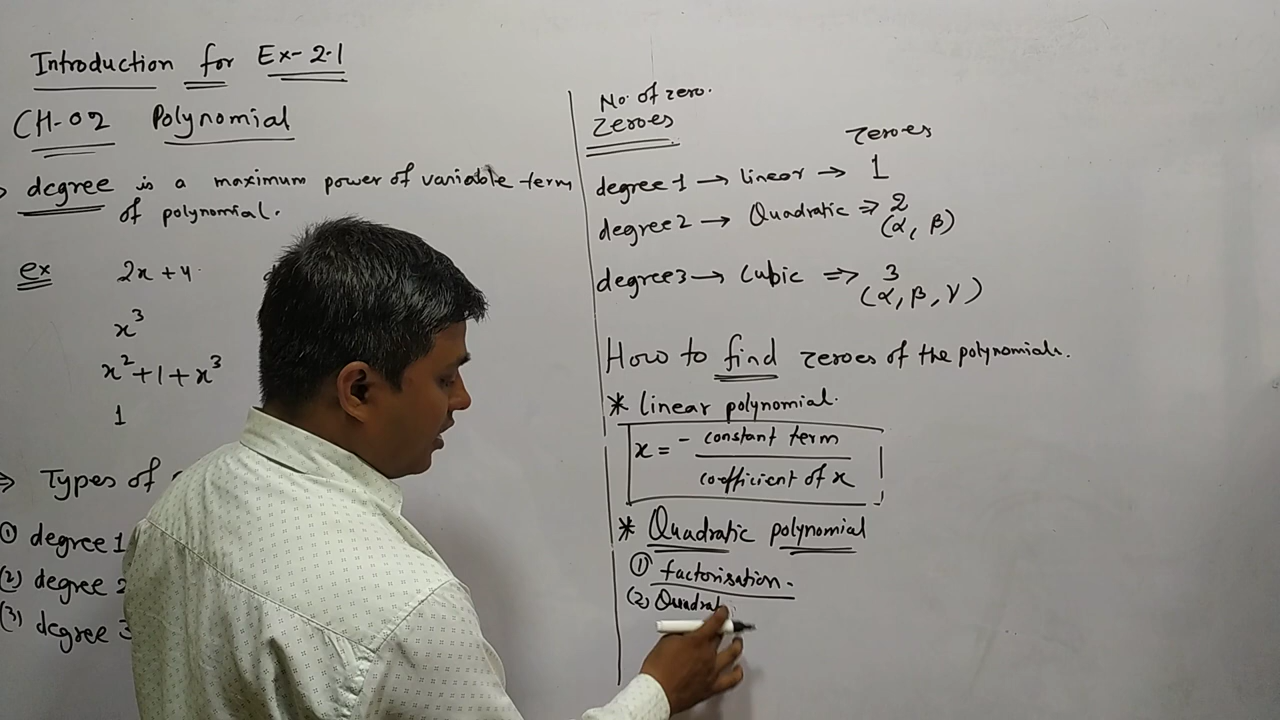 Introduction for Ex-2.1
CH-02 Polynomial
degree is a maximum power of variable term
of polynomial.
ex 2x+4
x³
x²+1+x³
1
⇒ Types of
① degree 1
(2) degree 2
(3) degree 3
No. of zero.
Zeroes
zeroes
degree 1 → linear → 1
degree 2 → Quadratic ⇒ 2
(α, β)
degree 3 → Cubic ⇒ 3
(α, β, γ)
How to find zeroes of the polynomials.
* linear polynomial.
x = - constant term
coefficient of x
* Quadratic polynomial
① factorisation.
(2) Quadrat